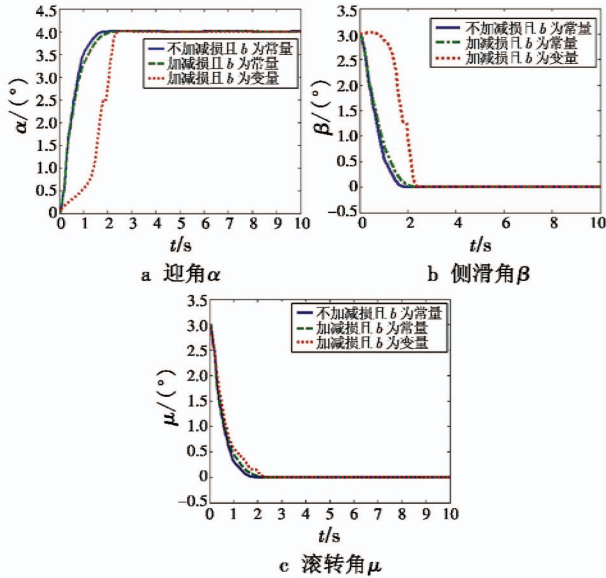 4.5
4.0
3.5
3.0
2.5
2.0
1.5
1.0
0.5
0
α/(°)
不加减损且b为常量
加减损且b为常量
加减损且b为变量
0 1 2 3 4 5 6 7 8 9 10
t/s
a 迎角α
3.5
3.0
2.5
2.0
1.5
1.0
0.5
0
−0.5
β/(°)
不加减损且b为常量
加减损且b为常量
加减损且b为变量
0 2 4 6 8 10
t/s
b 侧滑角β
3.5
3.0
2.5
2.0
1.5
1.0
0.5
0
−0.5
μ/(°)
不加减损且b为常量
加减损且b为常量
加减损且b为变量
0 1 2 3 4 5 6 7 8 9 10
t/s
c 滚转角μ